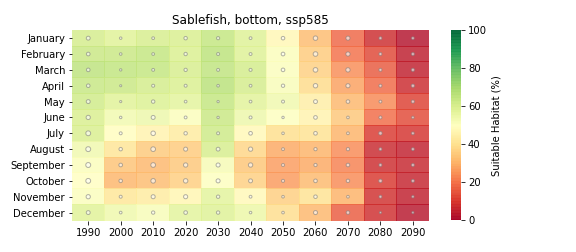 Sablefish, bottom, ssp585
January
February
March
April
May
June
July
August
September
October
November
December
1990 2000 2010 2020 2030 2040 2050 2060 2070 2080 2090
100
80
60
40
20
0
Suitable Habitat (%)